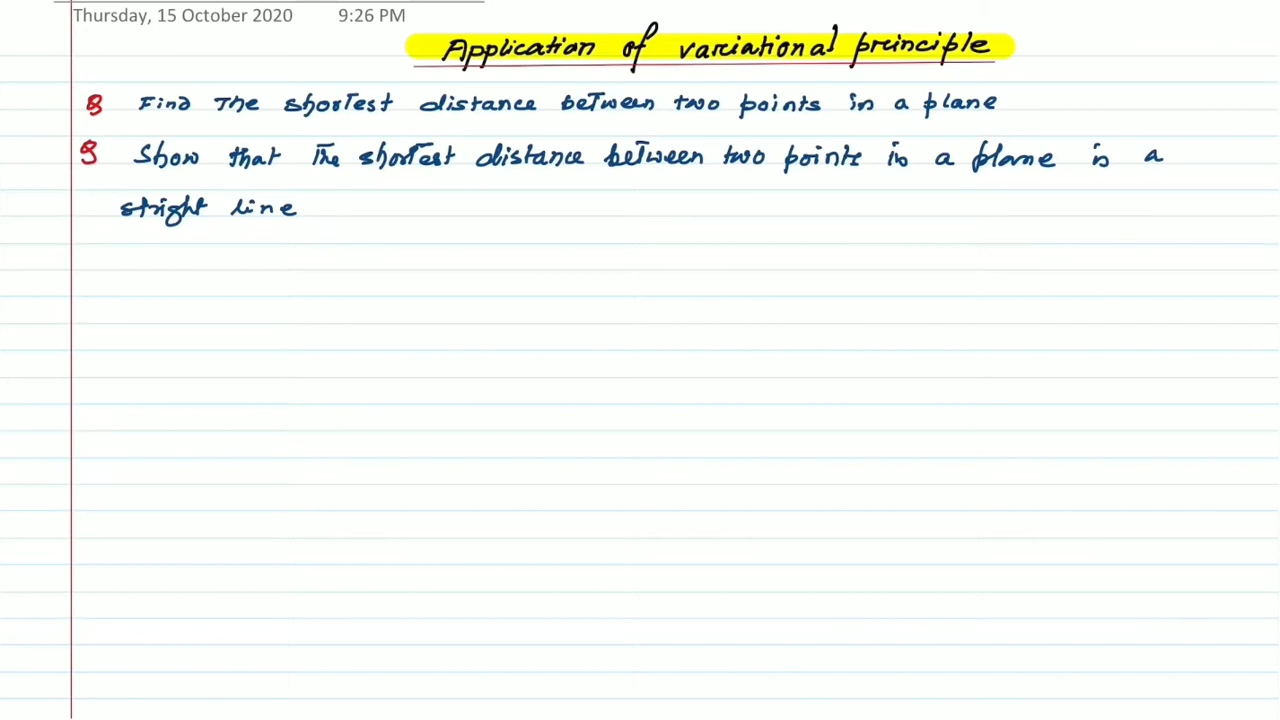 Thursday, 15 October 2020 9:26 PM
Application of variational principle
Q Find The shortest distance between two points in a plane
Q Show that The shortest distance between two points in a plane is a
stright line